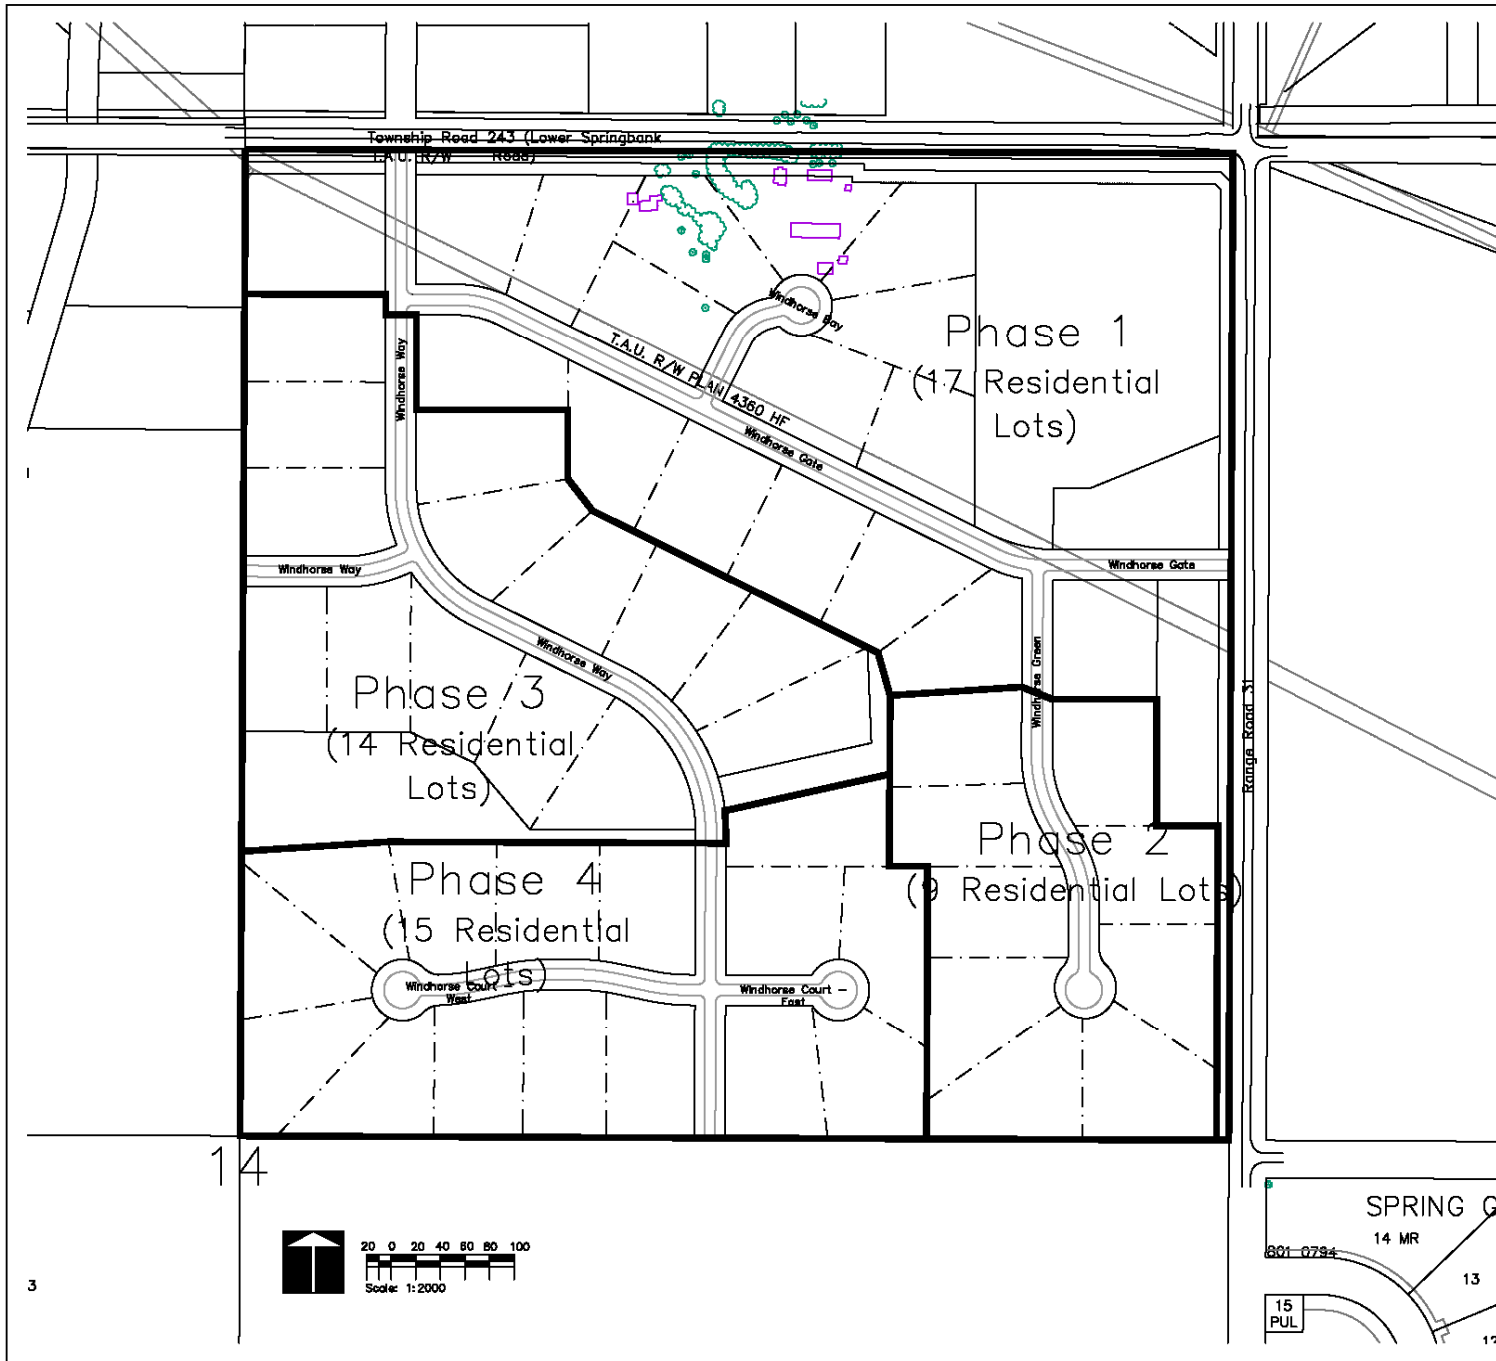 Township Road 243 (Lower Springbank
Road)
T.A.U. R/W
Windhorse Bay
Phase 1
(17 Residential
Lots)
T.A.U. R/W PLAN 4360 HF
Windhorse Way
Windhorse Gate
Windhorse Gate
Windhorse Way
Windhorse Way
Windhorse Green
Range Road 31
Phase 3
(14 Residential
Lots)
Phase 2
(9 Residential Lots)
Phase 4
(15 Residential
Lots)
Windhorse Court -
West
Windhorse Court -
East
14
SPRING G
14 MR
801 0794
13
15
PUL
12
3
20 0 20 40 60 80 100
Scale: 1:2000